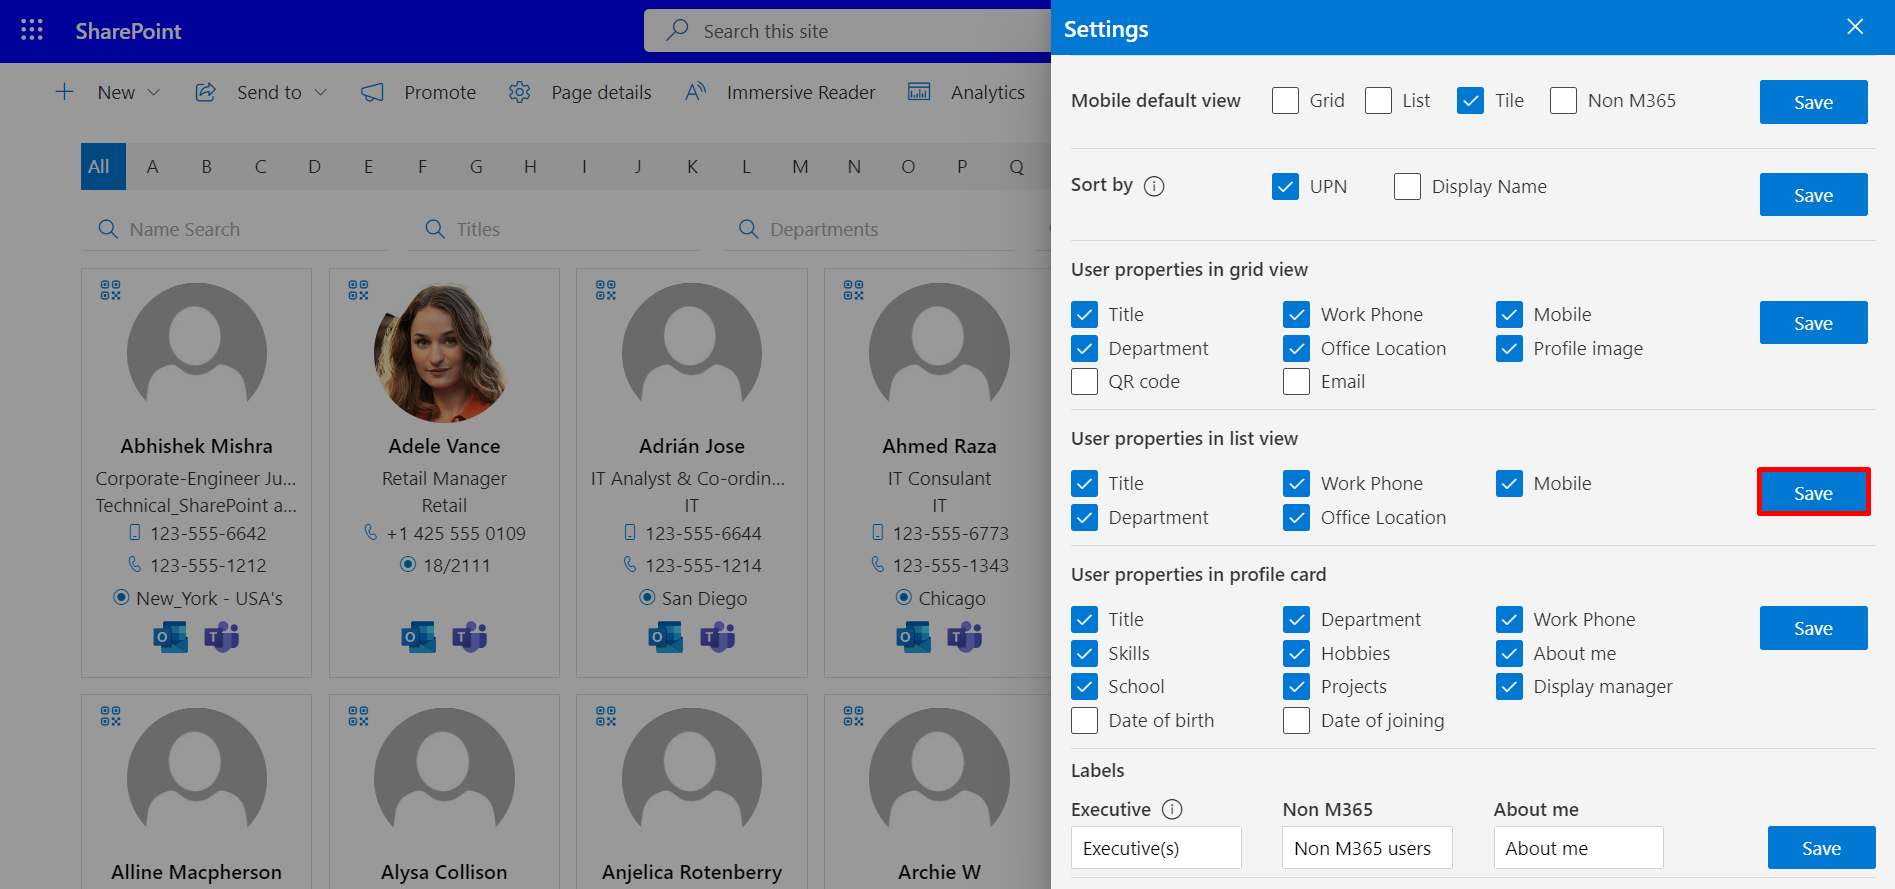 SharePoint
Search this site
New
Send to
Promote
Page details
Immersive Reader
Analytics
All A B C D E F G H I J K L M N O P Q
Name Search
Titles
Departments
Abhishek Mishra
Corporate-Engineer Ju...
Technical_SharePoint a...
123-555-6642
123-555-1212
New_York - USA's
Adele Vance
Retail Manager
Retail
+1 425 555 0109
18/2111
Adrián Jose
IT Analyst & Co-ordin...
IT
123-555-6644
123-555-1214
San Diego
Ahmed Raza
IT Consulant
IT
123-555-6773
123-555-1343
Chicago
Alline Macpherson
Alysa Collison
Anjelica Rotenberry
Archie W
Settings
Mobile default view Grid List Tile Non M365 Save
Sort by UPN Display Name Save
User properties in grid view
Title Work Phone Mobile Save
Department Office Location Profile image
QR code Email
User properties in list view
Title Work Phone Mobile Save
Department Office Location
User properties in profile card
Title Department Work Phone Save
Skills Hobbies About me
School Projects Display manager
Date of birth Date of joining
Labels
Executive Non M365 About me
Executive(s) Non M365 users About me Save